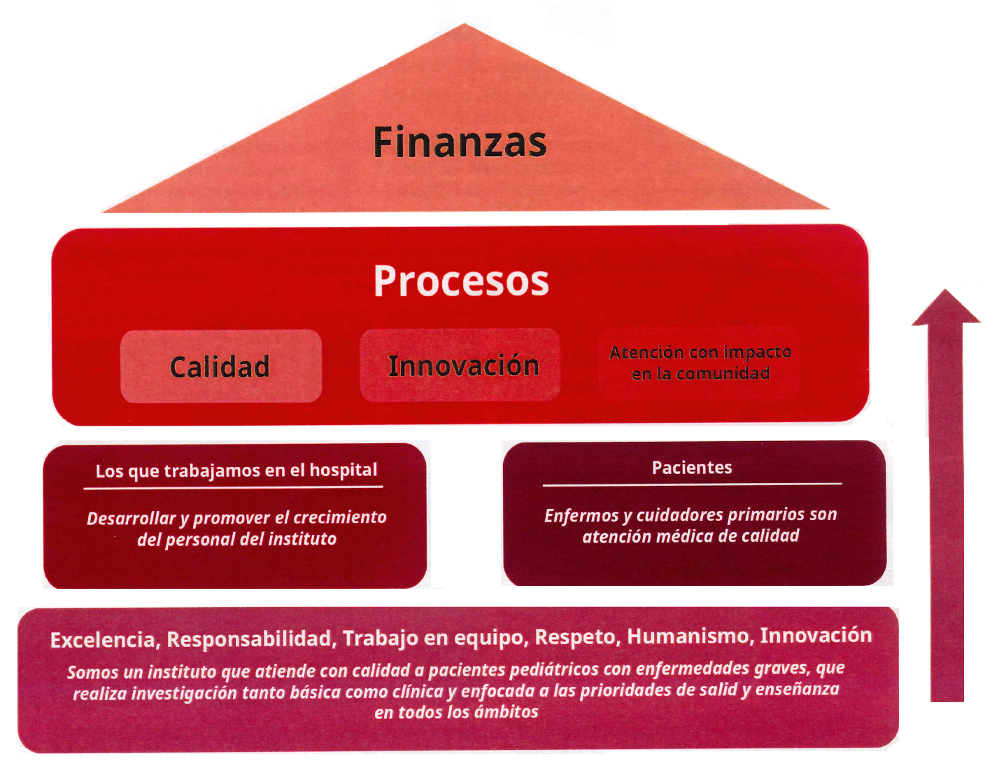 Finanzas
Procesos
Calidad
Innovación
Atención con impacto
en la comunidad
Los que trabajamos en el hospital
Desarrollar y promover el crecimiento
del personal del instituto
Pacientes
Enfermos y cuidadores primarios son
atención médica de calidad
Excelencia, Responsabilidad, Trabajo en equipo, Respeto, Humanismo, Innovación
Somos un instituto que atiende con calidad a pacientes pediátricos con enfermedades graves, que
realiza investigación tanto básica como clínica y enfocada a las prioridades de salid y enseñanza
en todos los ámbitos